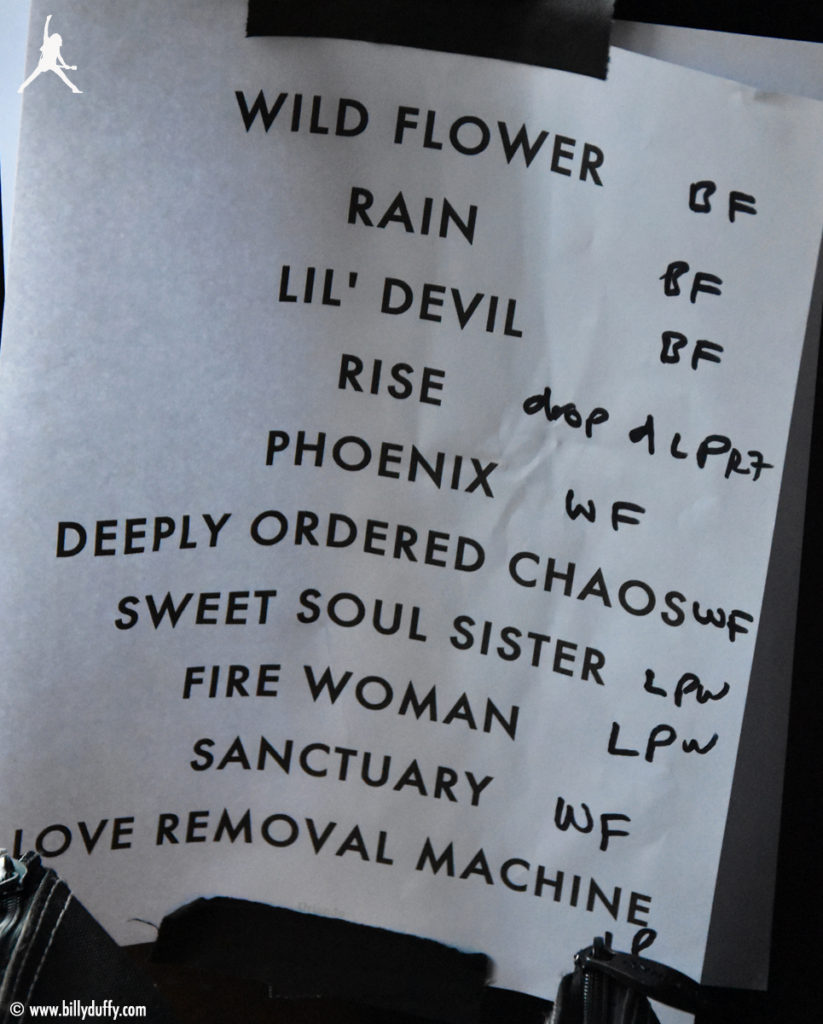 WILD FLOWER BF
RAIN BF
LIL' DEVIL BF
RISE drop d LPR7
PHOENIX WF
DEEPLY ORDERED CHAOS WF
SWEET SOUL SISTER LPW
FIRE WOMAN LPW
SANCTUARY WF
LOVE REMOVAL MACHINE
LP
© www.billyduffy.com